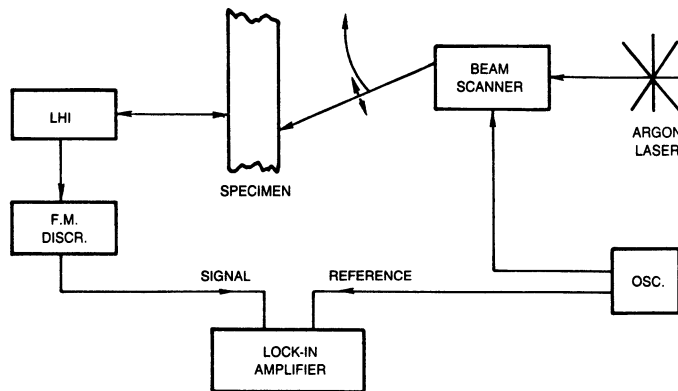 BEAM
SCANNER
LHI
ARGON
LASER
SPECIMEN
F.M.
DISCR.
SIGNAL
REFERENCE
OSC.
LOCK-IN
AMPLIFIER